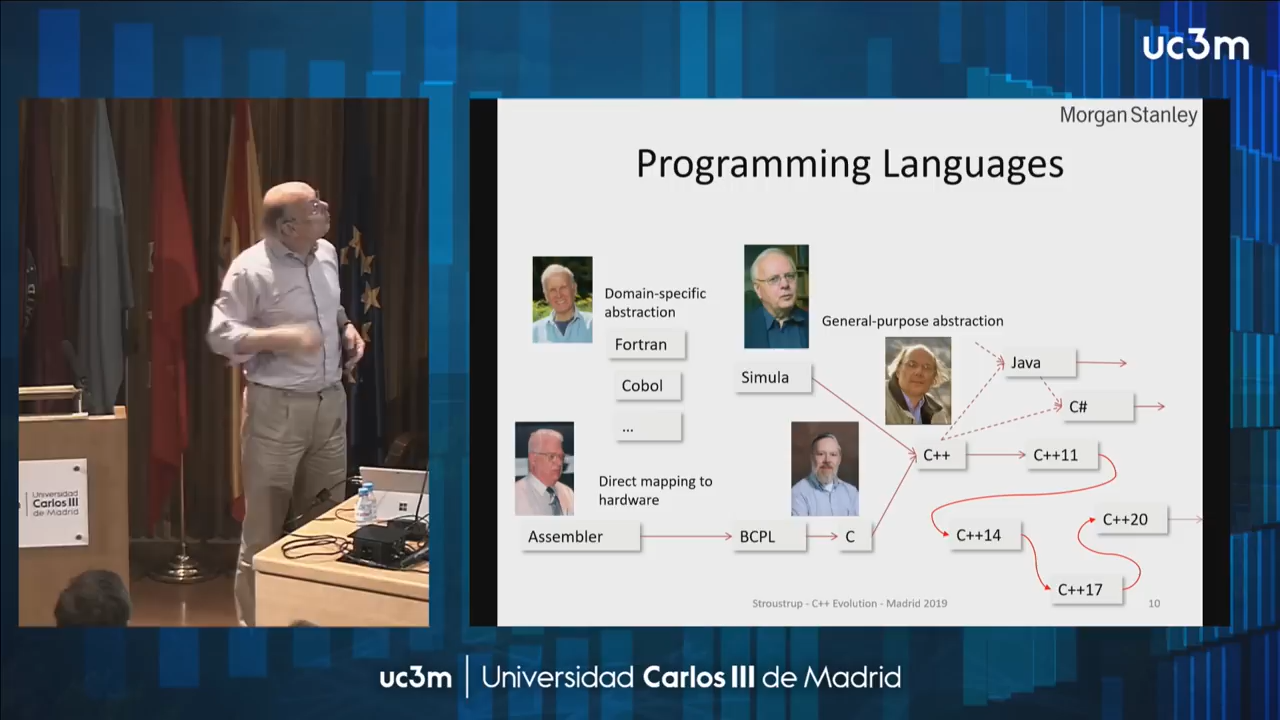 uc3m
Morgan Stanley
Programming Languages
Domain-specific
abstraction
Fortran
Cobol
...
General-purpose abstraction
Simula
Java
C#
C++
C++11
Direct mapping to
hardware
Assembler
BCPL
C
C++14
C++20
C++17
Stroustrup - C++ Evolution - Madrid 2019
10
Universidad
Carlos III
de Madrid
uc3m | Universidad Carlos III de Madrid